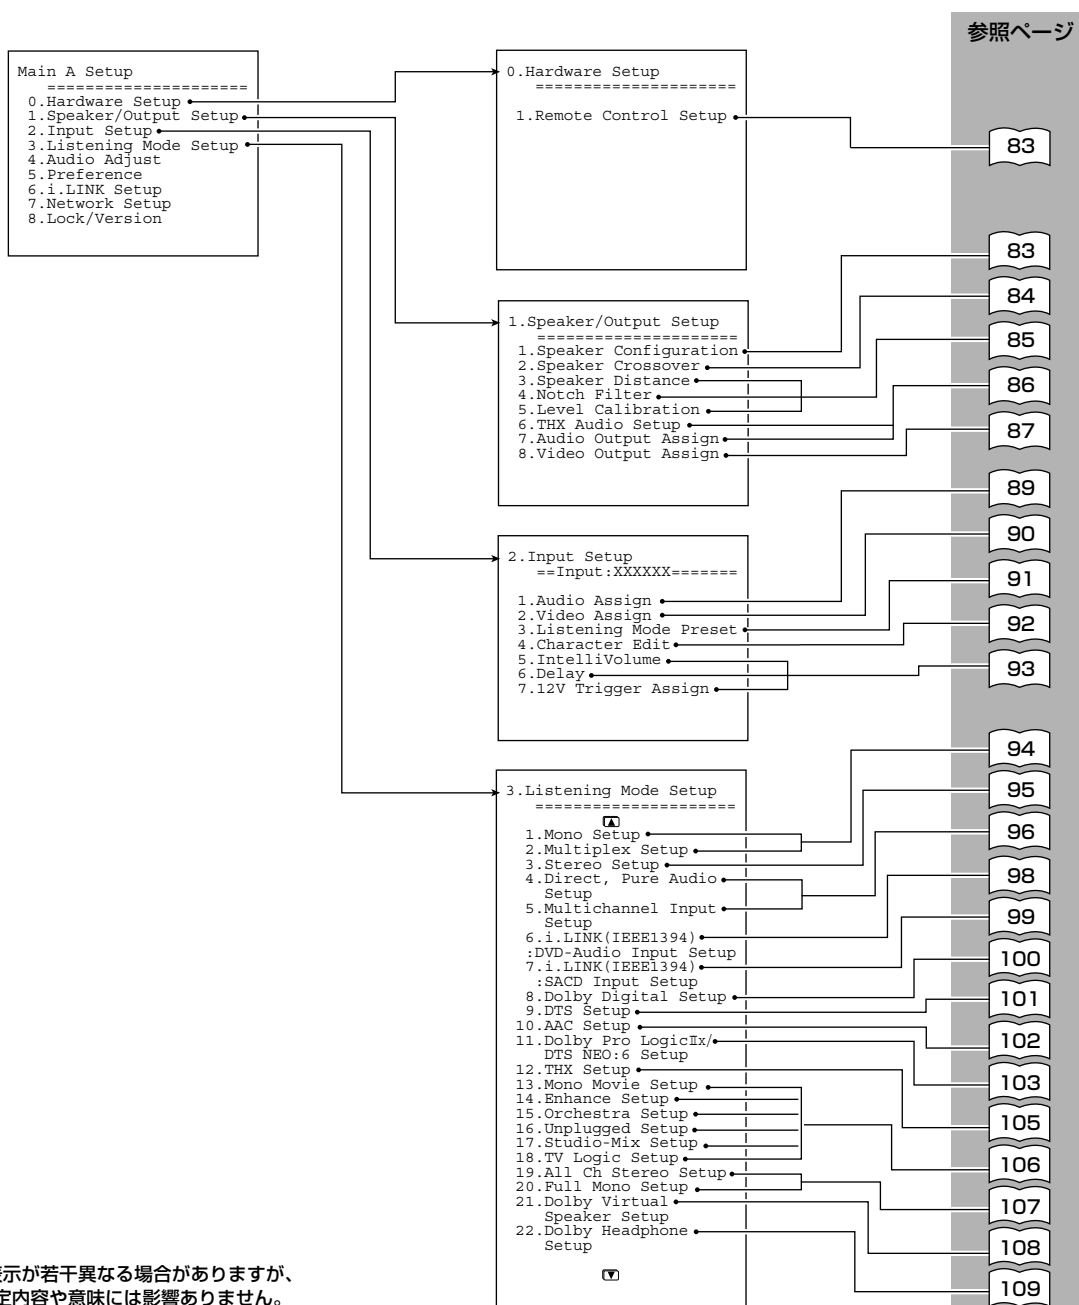 参照ページ
Main A Setup
=====================
0.Hardware Setup
1.Speaker/Output Setup
2.Input Setup
3.Listening Mode Setup
4.Audio Adjust
5.Preference
6.i.LINK Setup
7.Network Setup
8.Lock/Version
0.Hardware Setup
=====================
1.Remote Control Setup
83
1.Speaker/Output Setup
=====================
1.Speaker Configuration
2.Speaker Crossover
3.Speaker Distance
4.Notch Filter
5.Level Calibration
6.THX Audio Setup
7.Audio Output Assign
8.Video Output Assign
83
84
85
86
87
2.Input Setup
==Input:XXXXXX=======
1.Audio Assign
2.Video Assign
3.Listening Mode Preset
4.Character Edit
5.IntelliVolume
6.Delay
7.12V Trigger Assign
89
90
91
92
93
3.Listening Mode Setup
=====================
1.Mono Setup
2.Multiplex Setup
3.Stereo Setup
4.Direct, Pure Audio
Setup
5.Multichannel Input
Setup
6.i.LINK(IEEE1394)
:DVD-Audio Input Setup
7.i.LINK(IEEE1394)
:SACD Input Setup
8.Dolby Digital Setup
9.DTS Setup
10.AAC Setup
11.Dolby Pro LogicⅡx/
DTS NEO:6 Setup
12.THX Setup
13.Mono Movie Setup
14.Enhance Setup
15.Orchestra Setup
16.Unplugged Setup
17.Studio-Mix Setup
18.TV Logic Setup
19.All Ch Stereo Setup
20.Full Mono Setup
21.Dolby Virtual
Speaker Setup
22.Dolby Headphone
Setup
94
95
96
98
99
100
101
102
103
105
106
107
108
109
示が若干異なる場合がありますが、
定内容や意味には影響ありません。